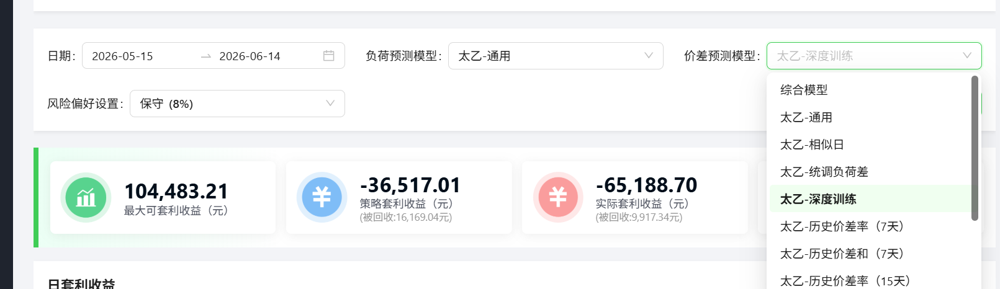 日期: 2026-05-15 → 2026-06-14 负荷预测模型: 太乙-通用 价差预测模型: 太乙-深度训练
风险偏好设置: 保守 (8%)
综合模型
太乙-通用
太乙-相似日
太乙-统调负荷差
太乙-深度训练
太乙-历史价差率（7天）
太乙-历史价差和（7天）
太乙-历史价差率（15天）
104,483.21
最大可套利收益（元）
-36,517.01
策略套利收益（元）
(被回收:16,169.04元)
-65,188.70
实际套利收益（元）
(被回收:9,917.34元)
日套利收益